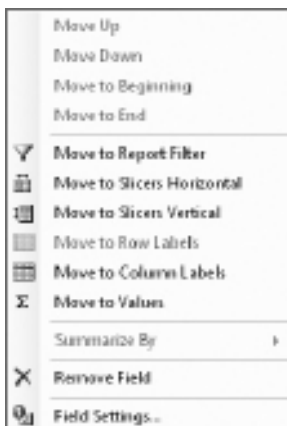 Move Up
Move Down
Move to Beginning
Move to End
Move to Report Filter
Move to Slicers Horizontal
Move to Slicers Vertical
Move to Row Labels
Move to Column Labels
Σ Move to Values
Summarize By
Remove Field
Field Settings...